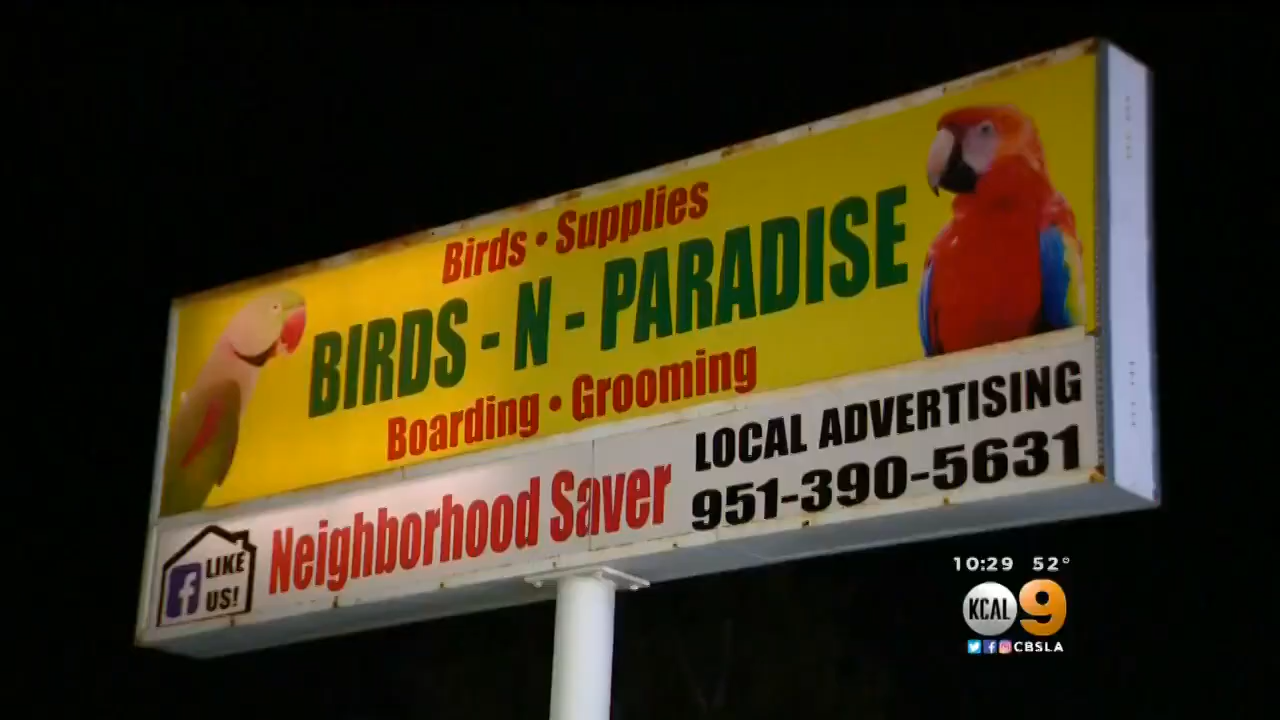 Birds • Supplies
BIRDS - N - PARADISE
Boarding • Grooming
LIKE
f US!
Neighborhood Saver
LOCAL ADVERTISING
951-390-5631
10:29 52°
KCAL 9
CBSLA